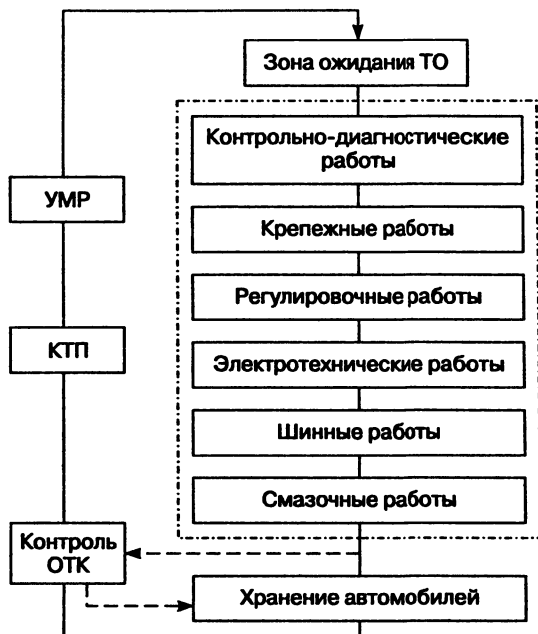 Зона ожидания ТО
Контрольно-диагностические
работы
УМР
Крепежные работы
Регулировочные работы
КТП
Электротехнические работы
Шинные работы
Смазочные работы
Контроль
ОТК
Хранение автомобилей